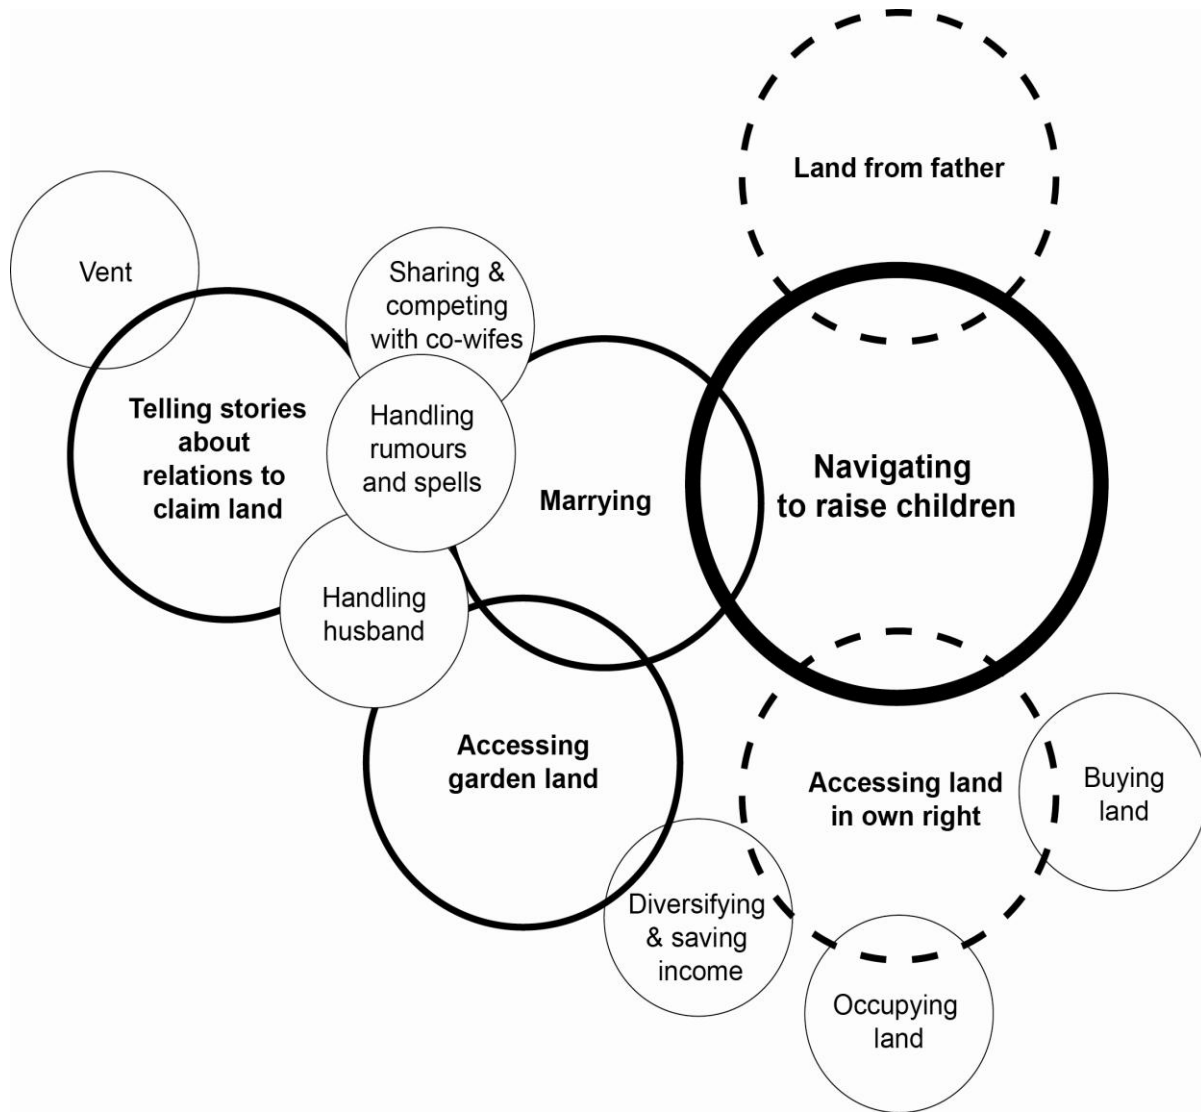 Land from father
Vent
Sharing &
competing
with co-wifes
Telling stories
about
relations to
claim land
Handling
rumours
and spells
Marrying
Navigating
to raise children
Handling
husband
Accessing
garden land
Accessing land
in own right
Buying
land
Diversifying
& saving
income
Occupying
land